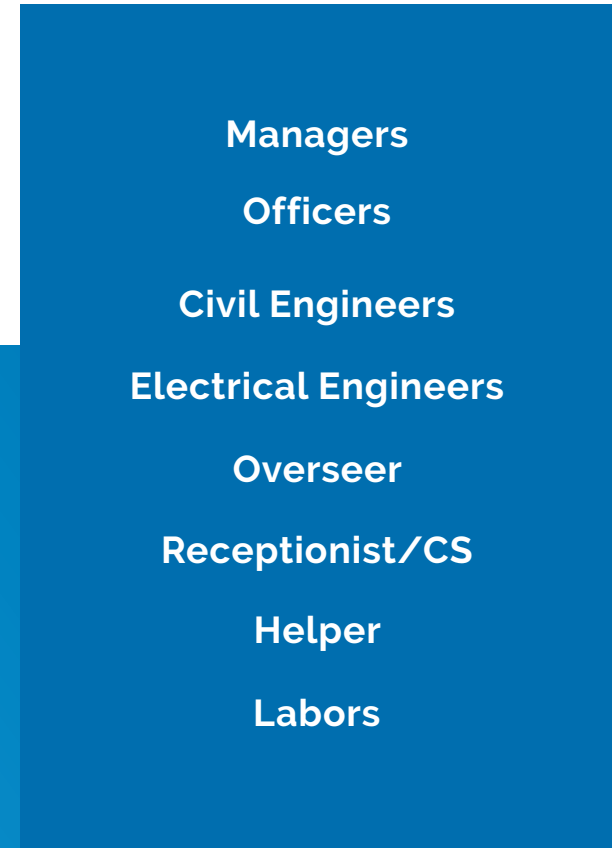 Managers
Officers
Civil Engineers
Electrical Engineers
Overseer
Receptionist/CS
Helper
Labors